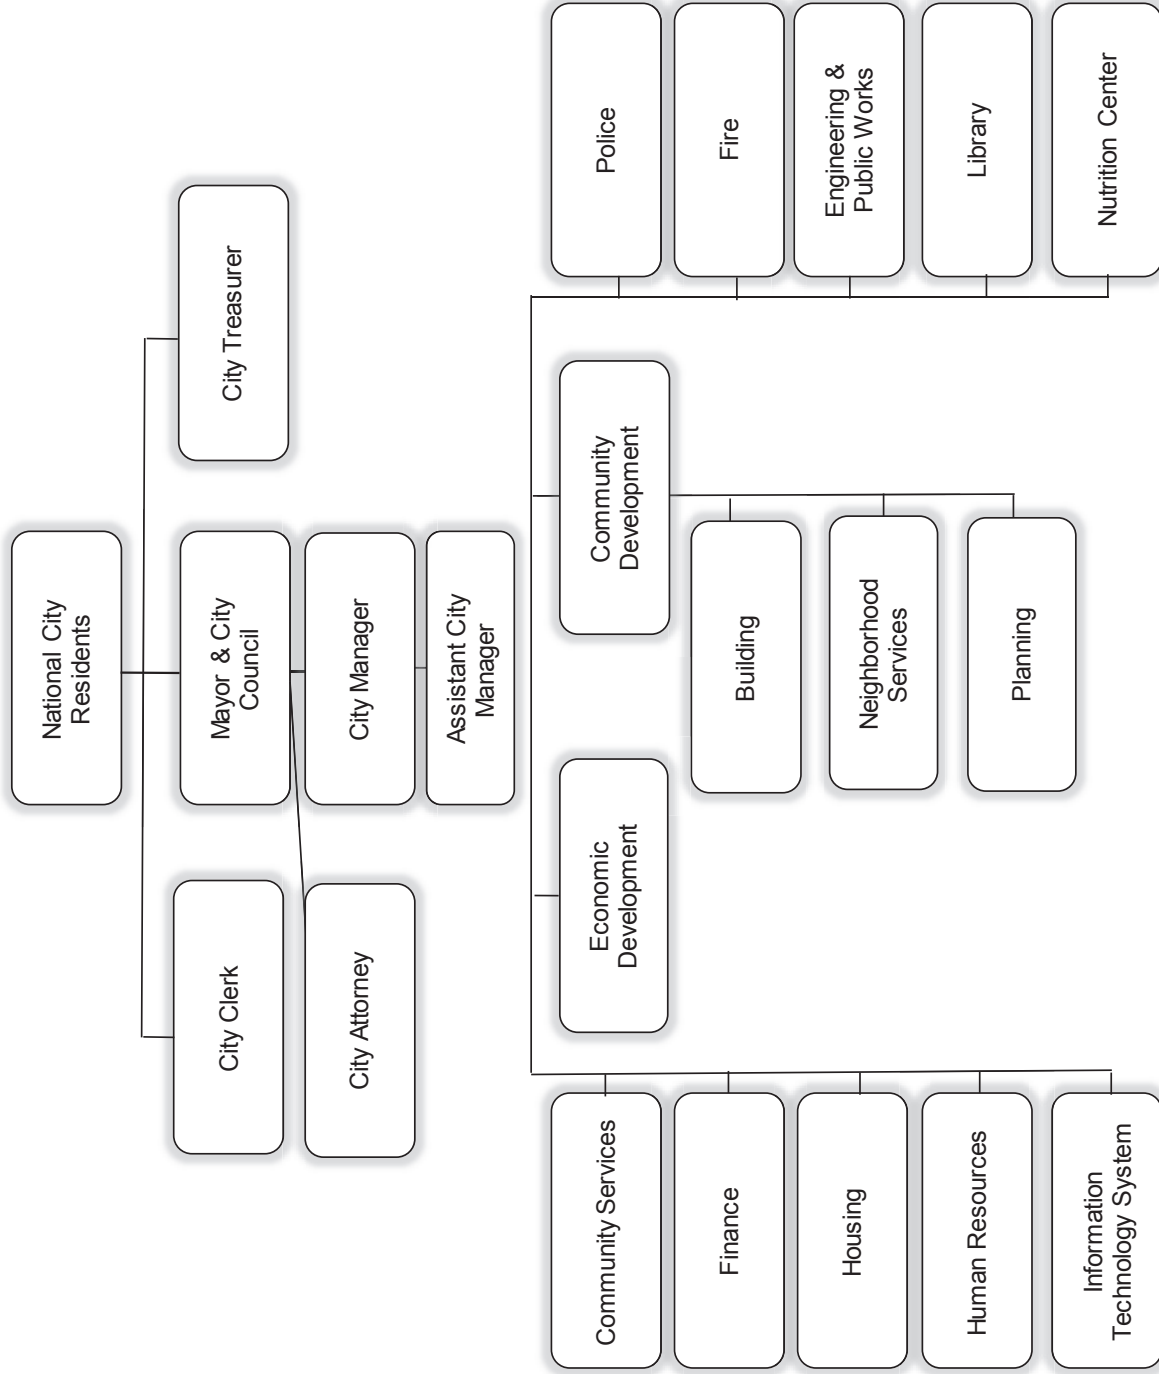 National City
Residents
City Clerk
Mayor & City
Council
City Treasurer
City Attorney
City Manager
Assistant City
Manager
Community Services
Finance
Housing
Human Resources
Information
Technology System
Economic
Development
Community
Development
Building
Neighborhood
Services
Planning
Police
Fire
Engineering &
Public Works
Library
Nutrition Center